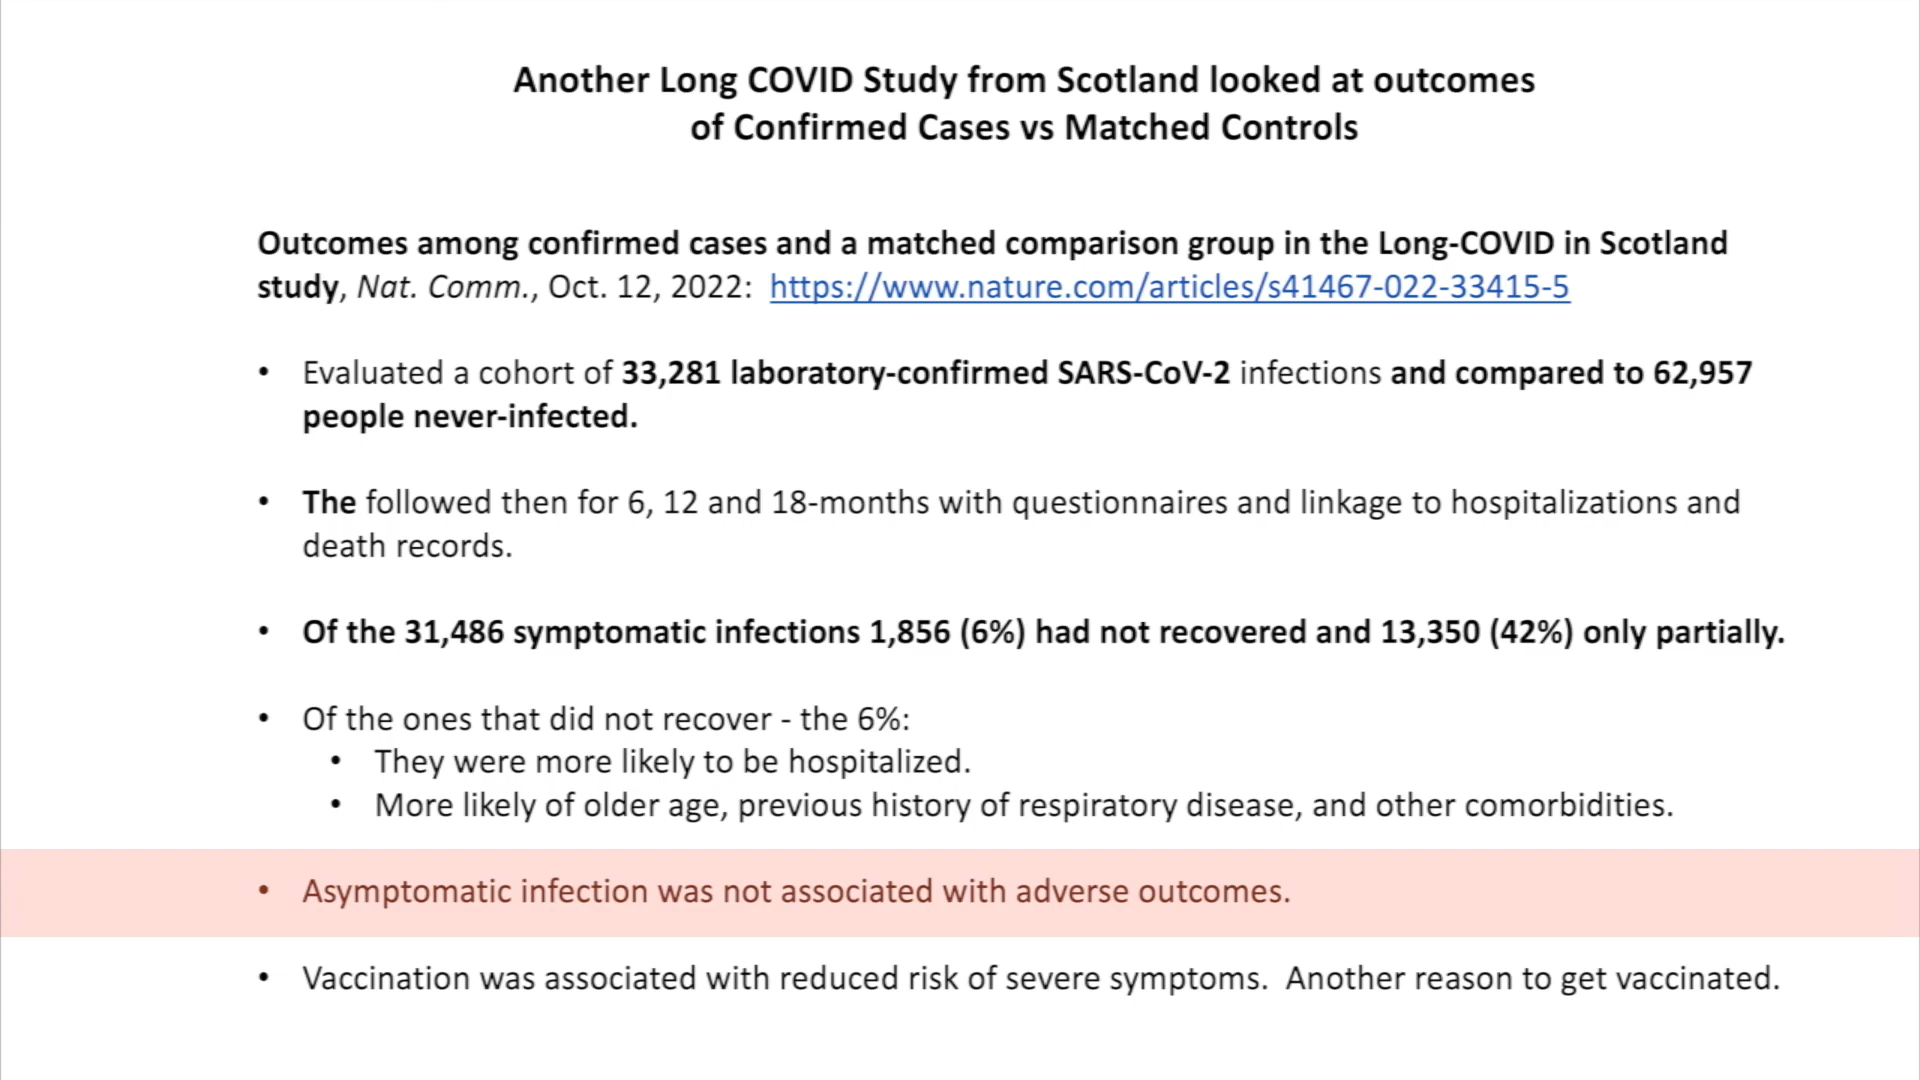 Another Long COVID Study from Scotland looked at outcomes
of Confirmed Cases vs Matched Controls
Outcomes among confirmed cases and a matched comparison group in the Long-COVID in Scotland
study, Nat. Comm., Oct. 12, 2022: https://www.nature.com/articles/s41467-022-33415-5
• Evaluated a cohort of 33,281 laboratory-confirmed SARS-CoV-2 infections and compared to 62,957
people never-infected.
• The followed then for 6, 12 and 18-months with questionnaires and linkage to hospitalizations and
death records.
• Of the 31,486 symptomatic infections 1,856 (6%) had not recovered and 13,350 (42%) only partially.
• Of the ones that did not recover - the 6%:
• They were more likely to be hospitalized.
• More likely of older age, previous history of respiratory disease, and other comorbidities.
• Asymptomatic infection was not associated with adverse outcomes.
• Vaccination was associated with reduced risk of severe symptoms. Another reason to get vaccinated.